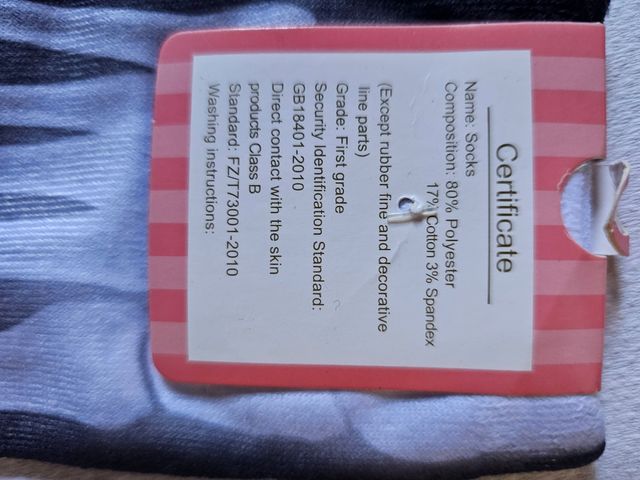 Certificate
Name: Socks
Composition: 80% Polyester
17% Cotton 3% Spandex
(Except rubber fine and decorative
line parts)
Grade: First grade
Security Identification Standard:
GB18401-2010
Direct contact with the skin
products Class B
Standard: FZ/T73001-2010
Washing instructions: